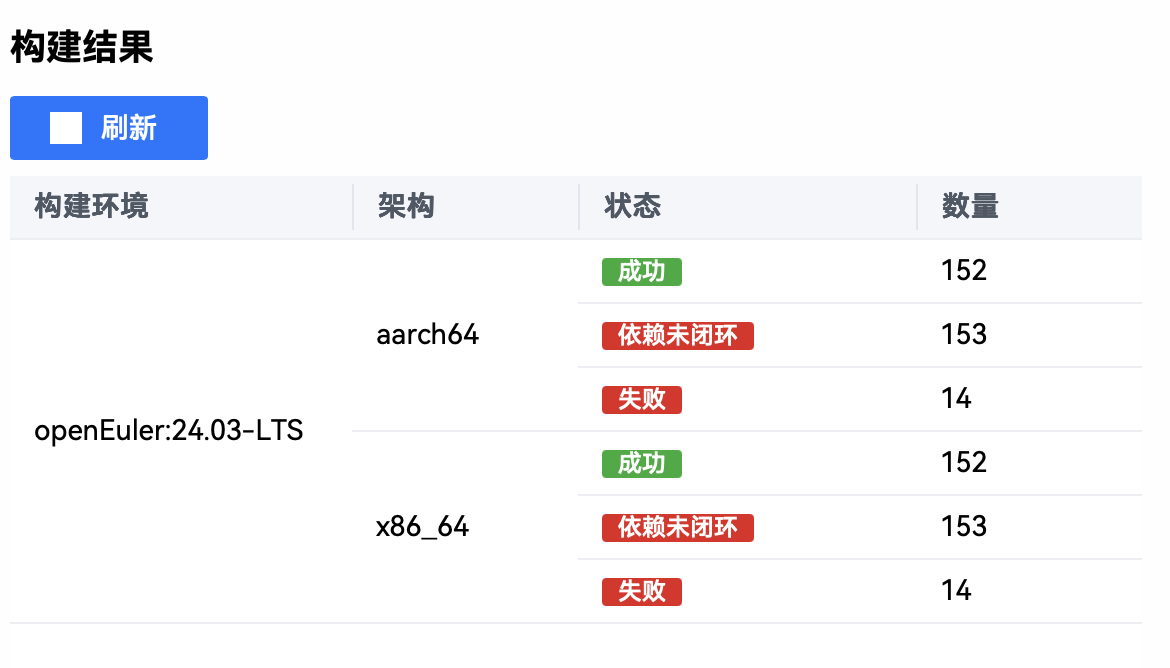 构建结果
刷新
构建环境 架构 状态 数量
成功 152
aarch64 依赖未闭环 153
失败 14
openEuler:24.03-LTS
成功 152
x86_64 依赖未闭环 153
失败 14